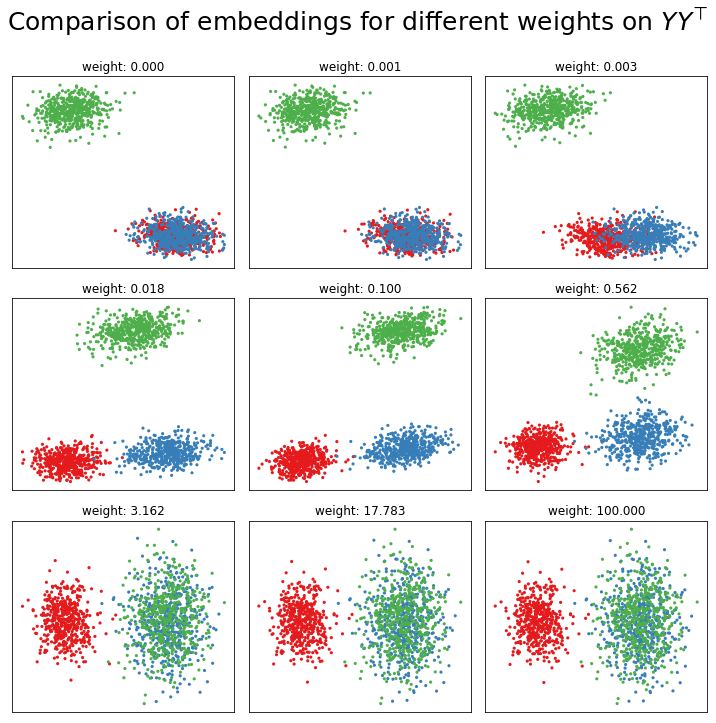 Comparison of embeddings for different weights on YY⊤
weight: 0.000
weight: 0.001
weight: 0.003
weight: 0.018
weight: 0.100
weight: 0.562
weight: 3.162
weight: 17.783
weight: 100.000